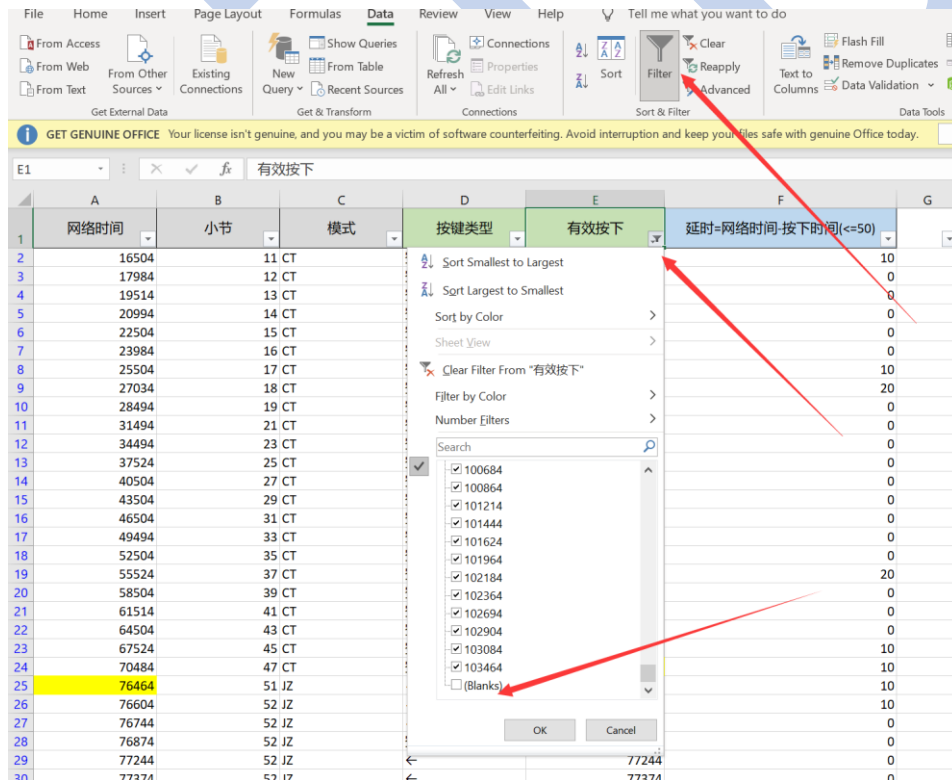 File Home Insert Page Layout Formulas Data Review View Help Tell me what you want to do
From Access
From Web
From Text
From Other Sources
Existing Connections
Get External Data
New Query
Show Queries
From Table
Recent Sources
Get & Transform
Refresh All
Connections
Properties
Edit Links
Connections
Sort
Filter
Clear
Reapply
Advanced
Sort & Filter
Text to Columns
Flash Fill
Remove Duplicates
Data Validation
Data Tools
GET GENUINE OFFICE Your license isn't genuine, and you may be a victim of software counterfeiting. Avoid interruption and keep your files safe with genuine Office today.
E1 fx 有效按下
A B C D E F G
1 网络时间 小节 模式 按键类型 有效按下 延时=网络时间-按下时间(<=50)
2 16504 11 CT 10
3 17984 12 CT 0
4 19514 13 CT 0
5 20994 14 CT 0
6 22504 15 CT 0
7 23984 16 CT 0
8 25504 17 CT 10
9 27034 18 CT 20
10 28494 19 CT 0
11 31494 21 CT 0
12 34494 23 CT 0
13 37524 25 CT 0
14 40504 27 CT 0
15 43504 29 CT 0
16 46504 31 CT 0
17 49494 33 CT 0
18 52504 35 CT 0
19 55524 37 CT 20
20 58504 39 CT 0
21 61514 41 CT 0
22 64504 43 CT 0
23 67524 45 CT 10
24 70484 47 CT 10
25 76464 51 JZ 10
26 76604 52 JZ 10
27 76744 52 JZ 0
28 76874 52 JZ 0
29 77244 52 JZ ← 77244 0
30 77374 52 JZ ← 77374 0
Sort Smallest to Largest
Sort Largest to Smallest
Sort by Color
Sheet View
Clear Filter From "有效按下"
Filter by Color
Number Filters
Search
100684
100864
101214
101444
101624
101964
102184
102364
102694
102904
103084
103464
(Blanks)
OK Cancel